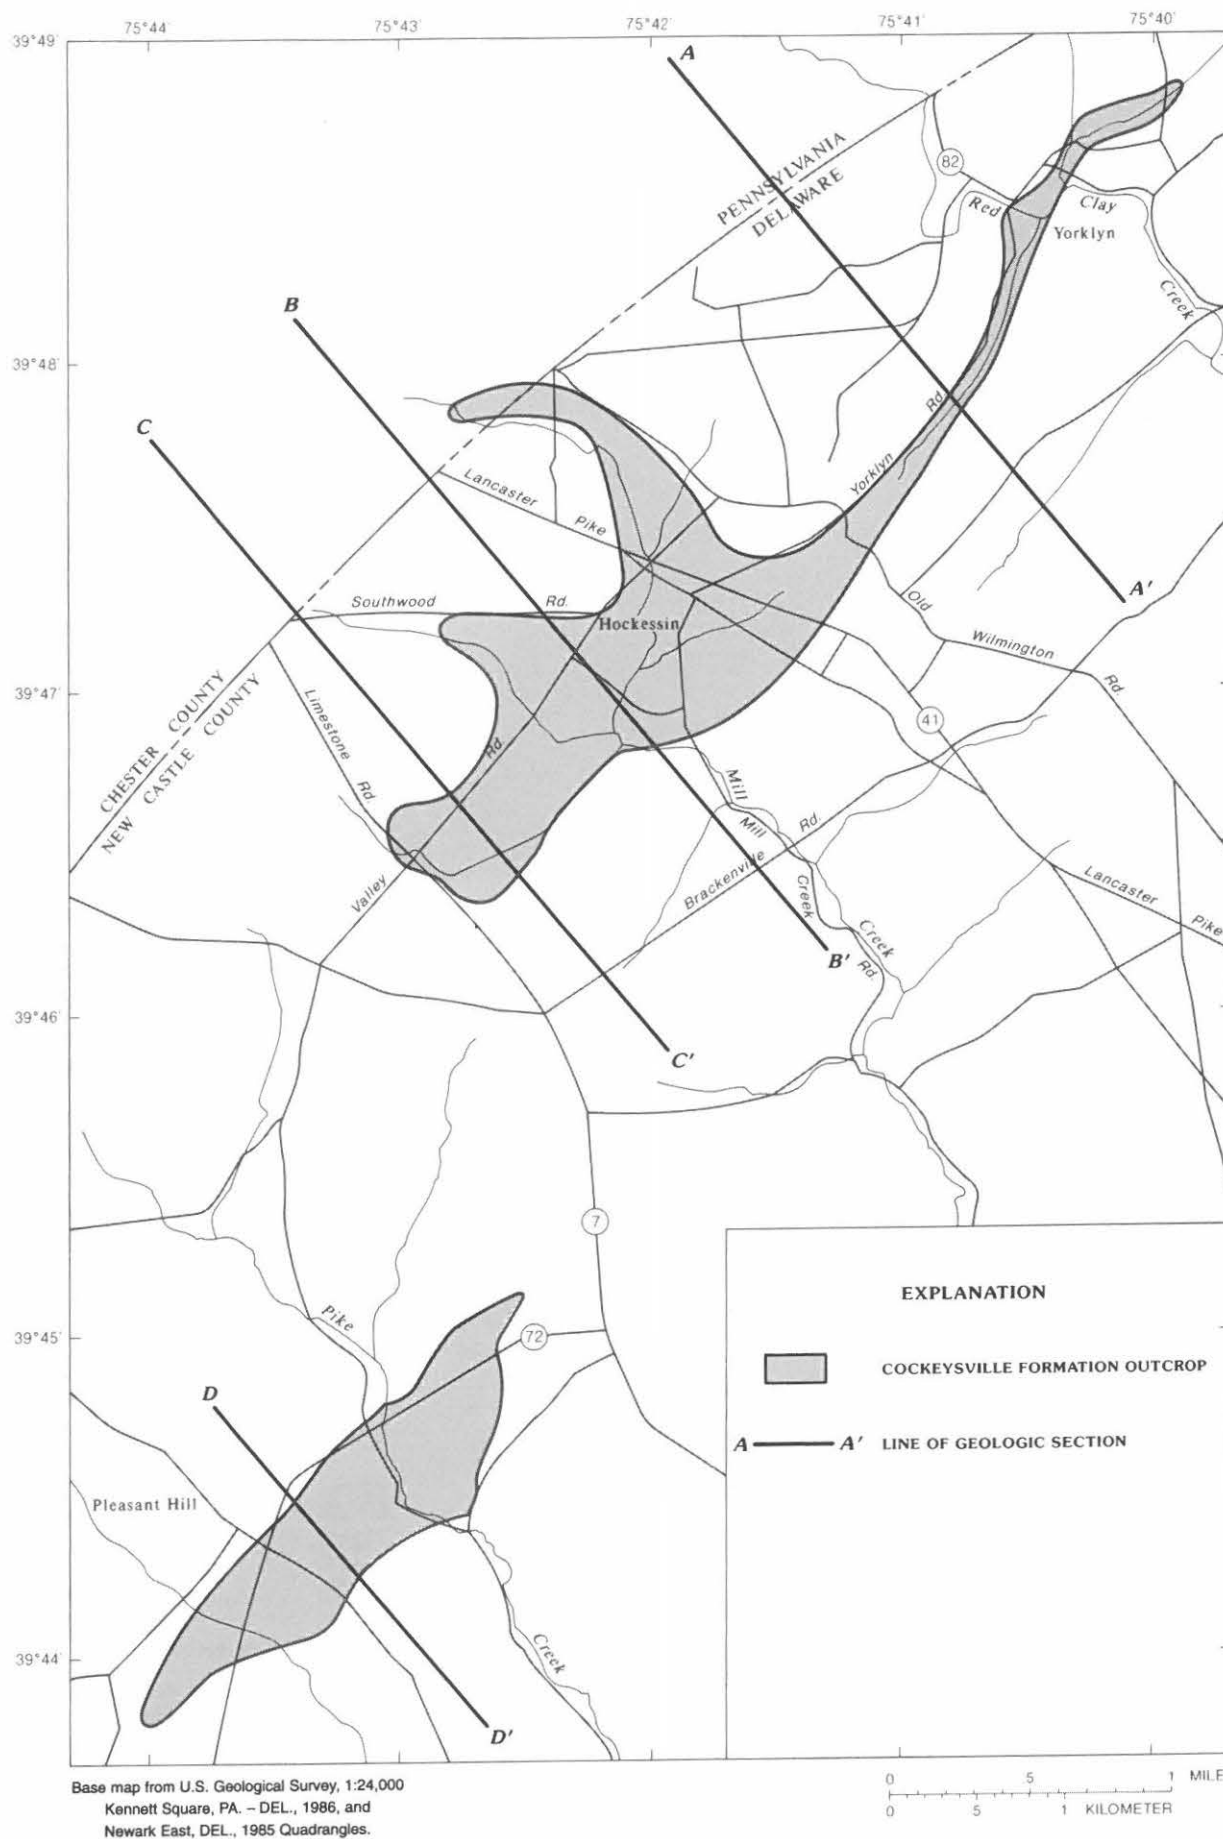 75°44'
75°43'
75°42'
75°41'
75°40'
39°49'
39°48'
39°47'
39°46'
39°45'
39°44'
A
PENNSYLVANIA
DELAWARE
82
Red
Clay
Creek
Yorklyn
B
C
Yorklyn
Rd.
Lancaster
Pike
Southwood
Rd.
Hockessin
A'
Old
Wilmington
Rd.
CHESTER COUNTY
NEW CASTLE COUNTY
Limestone
Rd.
Rd.
Valley
41
Mill
Mill
Creek
Creek
Rd.
Brackenville
Rd.
Lancaster
Pike
B'
C'
7
Pike
72
D
Pleasant Hill
Creek
D'
EXPLANATION
COCKEYSVILLE FORMATION OUTCROP
A A' LINE OF GEOLOGIC SECTION
Base map from U.S. Geological Survey, 1:24,000
Kennett Square, PA. – DEL., 1986, and
Newark East, DEL., 1985 Quadrangles.
0 .5 1 MILE
0 .5 1 KILOMETER